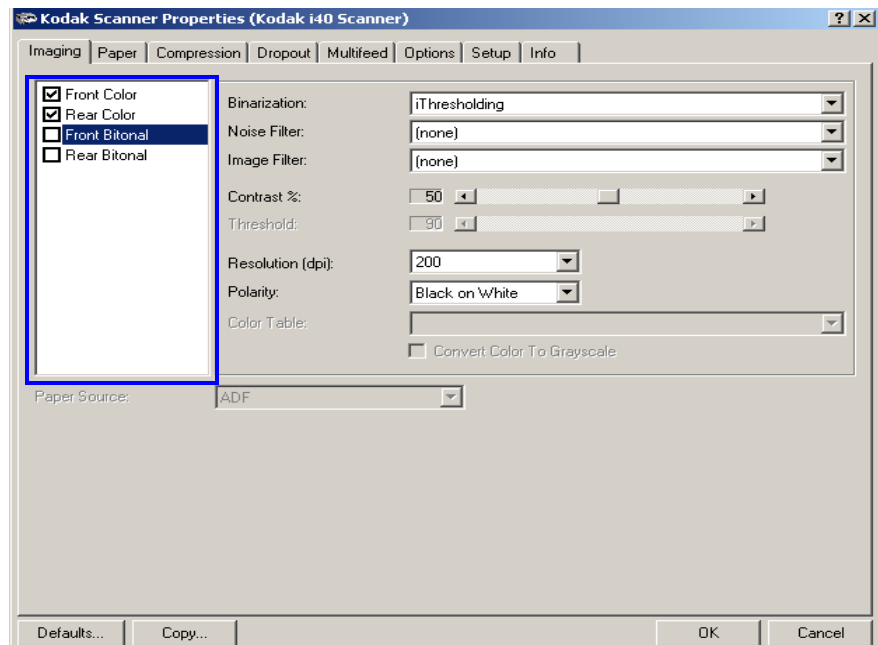 Kodak Scanner Properties (Kodak i40 Scanner)
Imaging Paper Compression Dropout Multifeed Options Setup Info
Front Color
Rear Color
Front Bitonal
Rear Bitonal
Binarization: iThresholding
Noise Filter: (none)
Image Filter: (none)
Contrast %: 50
Threshold: 90
Resolution (dpi): 200
Polarity: Black on White
Color Table:
Convert Color To Grayscale
Paper Source: ADF
Defaults... Copy... OK Cancel